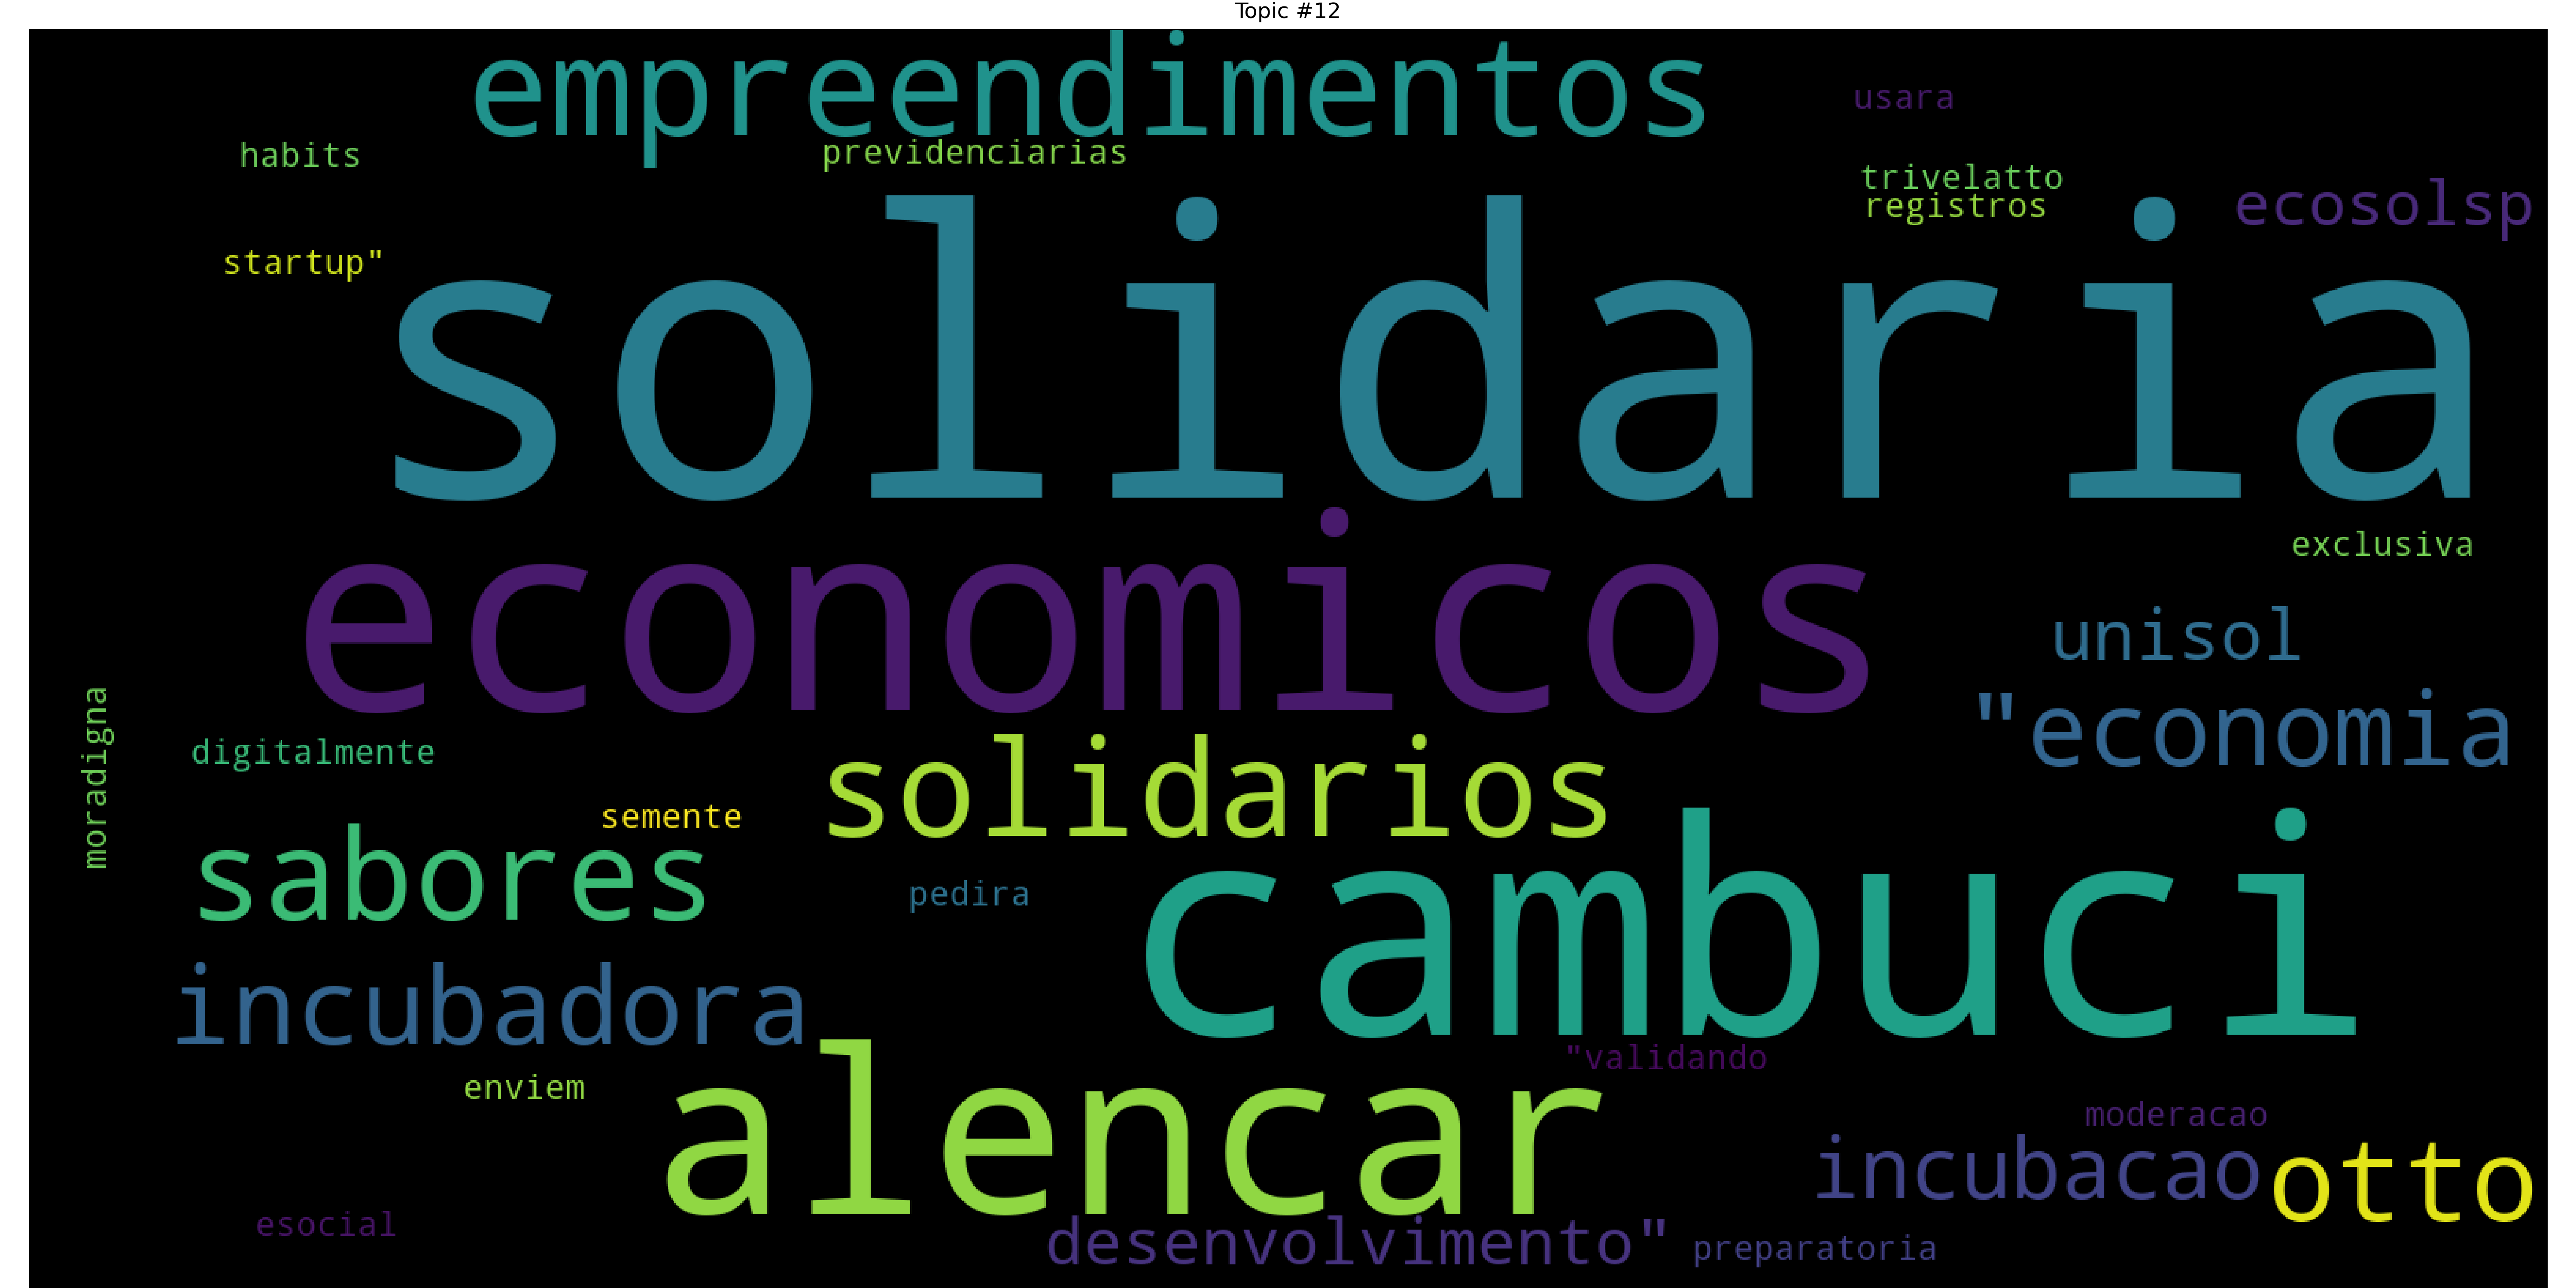 Topic #12
empreendimentos
usara
habits
previdenciarias
trivelatto
registros
ecosolsp
startup"
solidaria
economicos
exclusiva
unisol
"economia
moradigna
digitalmente
solidarios
semente
sabores
pedira
cambuci
incubadora
"validando
enviem
alencar
moderacao
incubacao
otto
esocial
desenvolvimento"
preparatoria